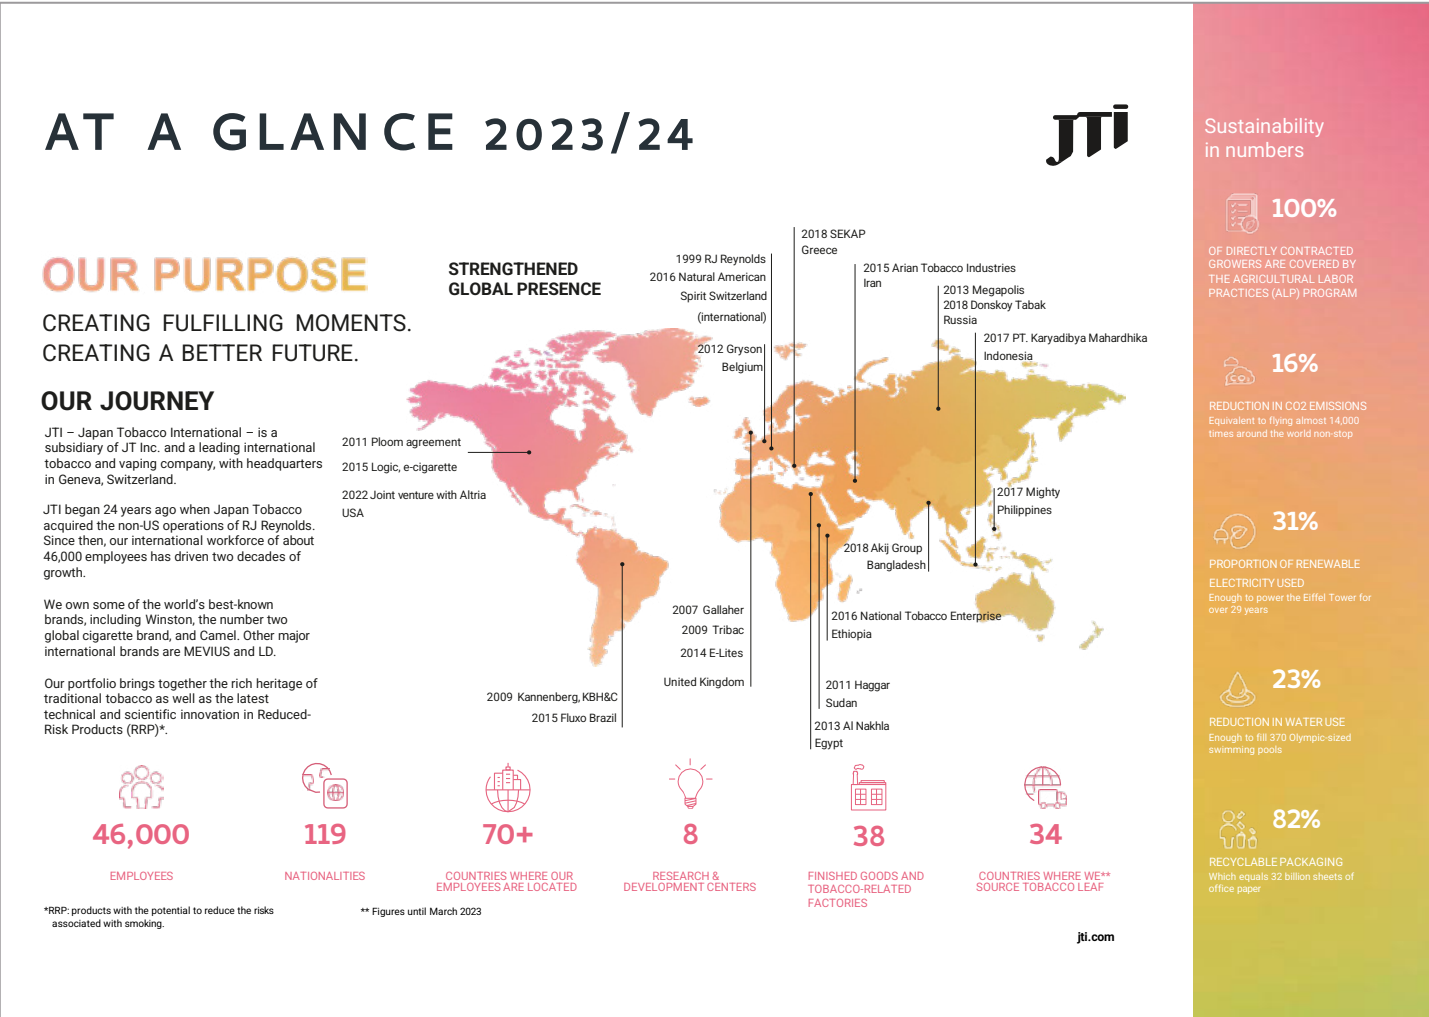 AT A GLANCE 2023/24
JTI
OUR PURPOSE
CREATING FULFILLING MOMENTS.
CREATING A BETTER FUTURE.
OUR JOURNEY
JTI – Japan Tobacco International – is a
subsidiary of JT Inc. and a leading international
tobacco and vaping company, with headquarters
in Geneva, Switzerland.
JTI began 24 years ago when Japan Tobacco
acquired the non-US operations of RJ Reynolds.
Since then, our international workforce of about
46,000 employees has driven two decades of
growth.
We own some of the world’s best-known
brands, including Winston, the number two
global cigarette brand, and Camel. Other major
international brands are MEVIUS and LD.
Our portfolio brings together the rich heritage of
traditional tobacco as well as the latest
technical and scientific innovation in Reduced-
Risk Products (RRP)*.
STRENGTHENED
GLOBAL PRESENCE
2011 Ploom agreement
2015 Logic, e-cigarette
2022 Joint venture with Altria
USA
1999 RJ Reynolds
2016 Natural American
Spirit Switzerland
(international)
2012 Gryson
Belgium
2018 SEKAP
Greece
2015 Arian Tobacco Industries
Iran
2013 Megapolis
2018 Donskoy Tabak
Russia
2017 PT. Karyadibya Mahardhika
Indonesia
2017 Mighty
Philippines
2018 Akij Group
Bangladesh
2016 National Tobacco Enterprise
Ethiopia
2011 Haggar
Sudan
2013 Al Nakhla
Egypt
2007 Gallaher
2009 Tribac
2014 E-Lites
United Kingdom
2009 Kannenberg, KBH&C
2015 Fluxo Brazil
46,000
EMPLOYEES
119
NATIONALITIES
70+
COUNTRIES WHERE OUR
EMPLOYEES ARE LOCATED
8
RESEARCH &
DEVELOPMENT CENTERS
38
FINISHED GOODS AND
TOBACCO-RELATED
FACTORIES
34
COUNTRIES WHERE WE**
SOURCE TOBACCO LEAF
*RRP: products with the potential to reduce the risks
associated with smoking.
** Figures until March 2023
jti.com
Sustainability
in numbers
100%
OF DIRECTLY CONTRACTED
GROWERS ARE COVERED BY
THE AGRICULTURAL LABOR
PRACTICES (ALP) PROGRAM
CO2
16%
REDUCTION IN CO2 EMISSIONS
Equivalent to flying almost 14,000
times around the world non-stop
31%
PROPORTION OF RENEWABLE
ELECTRICITY USED
Enough to power the Eiffel Tower for
over 29 years
23%
REDUCTION IN WATER USE
Enough to fill 370 Olympic-sized
swimming pools
82%
RECYCLABLE PACKAGING
Which equals 32 billion sheets of
office paper